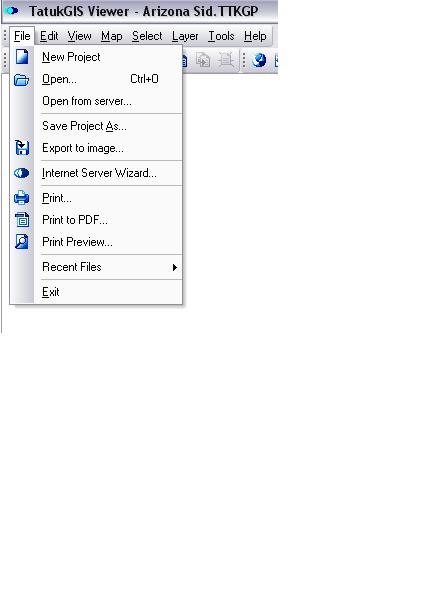 TatukGIS Viewer - Arizona Sid.TTKGP
File Edit View Map Select Layer Tools Help
New Project
Open... Ctrl+O
Open from server...
Save Project As...
Export to image...
Internet Server Wizard...
Print...
Print to PDF...
Print Preview...
Recent Files
Exit